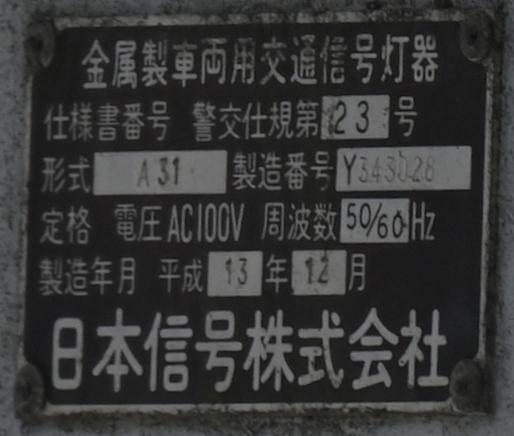 金属製車両用交通信号灯器
仕様書番号 警交仕規第23号
形式 A31 製造番号 Y343026
定格 電圧AC100V 周波数50/60Hz
製造年月 平成13年12月
日本信号株式会社